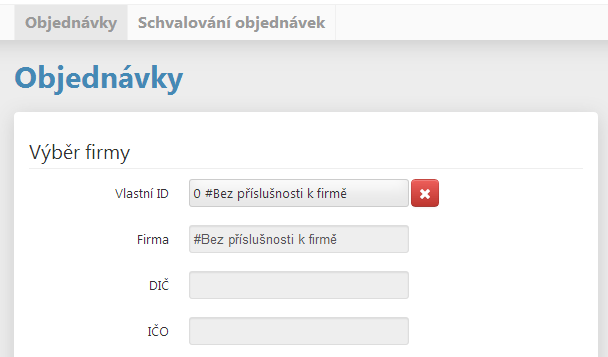 Objednávky Schvalování objednávek
Objednávky
Výběr firmy
Vlastní ID 0 #Bez příslušnosti k firmě
Firma #Bez příslušnosti k firmě
DIČ
IČO